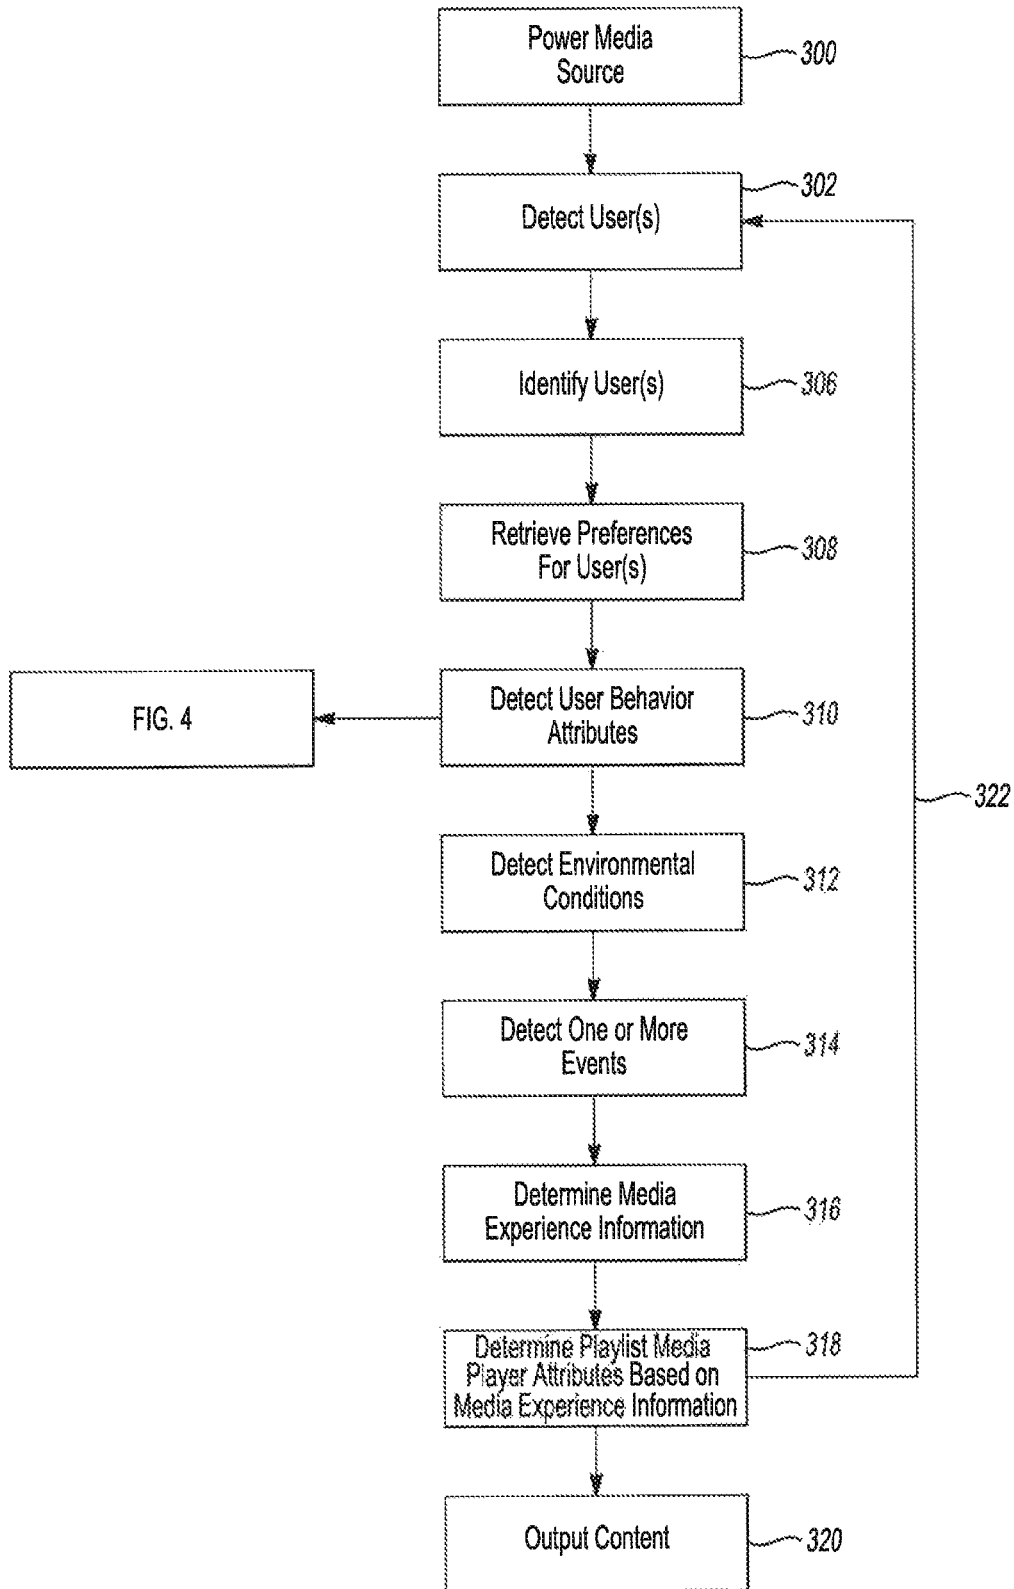 Power Media
Source
300
Detect User(s)
302
Identify User(s)
306
Retrieve Preferences
For User(s)
308
FIG. 4
Detect User Behavior
Attributes
310
322
Detect Environmental
Conditions
312
Detect One or More
Events
314
Determine Media
Experience Information
316
Determine Playlist Media
Player Attributes Based on
Media Experience Information
318
Output Content
320